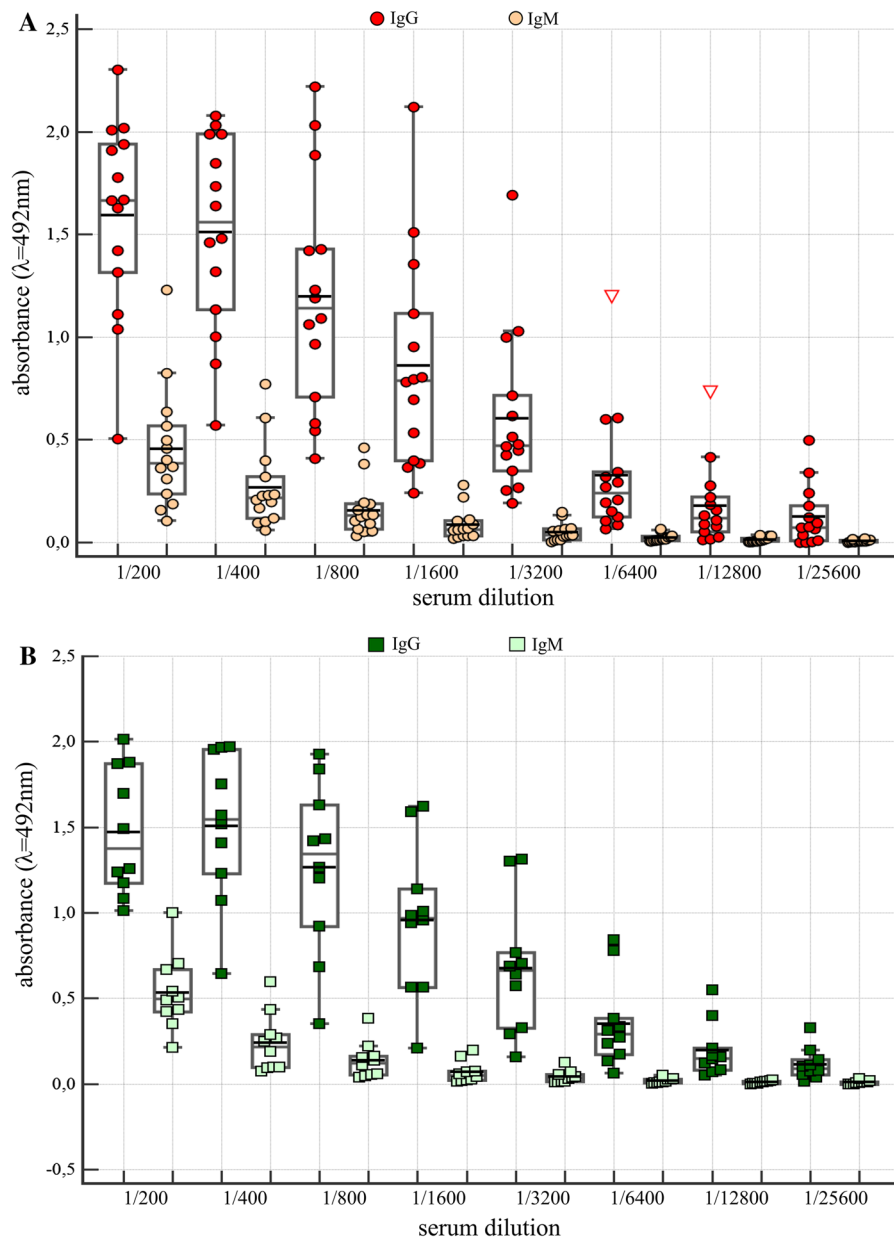 A
IgG IgM
2,5
2,0
1,5
1,0
0,5
0,0
absorbance (λ=492nm)
1/200 1/400 1/800 1/1600 1/3200 1/6400 1/12800 1/25600
serum dilution
B
IgG IgM
2,5
2,0
1,5
1,0
0,5
0,0
-0,5
absorbance (λ=492nm)
1/200 1/400 1/800 1/1600 1/3200 1/6400 1/12800 1/25600
serum dilution